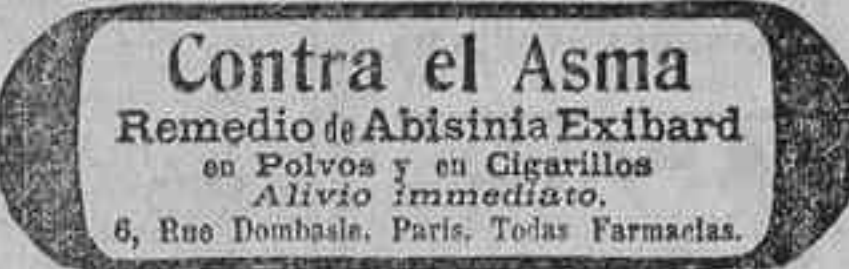 Contra el Asma
Remedio de Abisinia Exibard
en Polvos y en Cigarillos
Alivio immediato.
6, Rue Dombasle. Paris. Todas Farmacias.